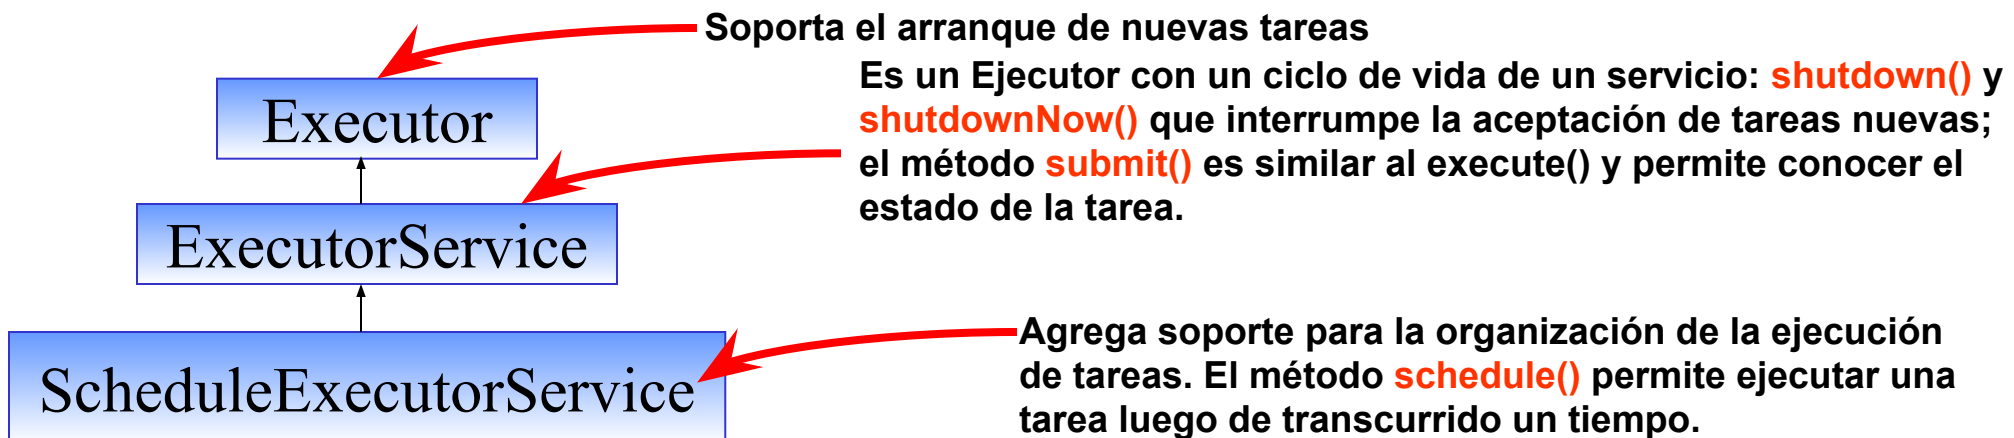 Soporta el arranque de nuevas tareas
Executor
Es un Ejecutor con un ciclo de vida de un servicio: shutdown() y
shutdownNow() que interrumpe la aceptación de tareas nuevas;
el método submit() es similar al execute() y permite conocer el
estado de la tarea.
ExecutorService
ScheduleExecutorService
Agrega soporte para la organización de la ejecución
de tareas. El método schedule() permite ejecutar una
tarea luego de transcurrido un tiempo.